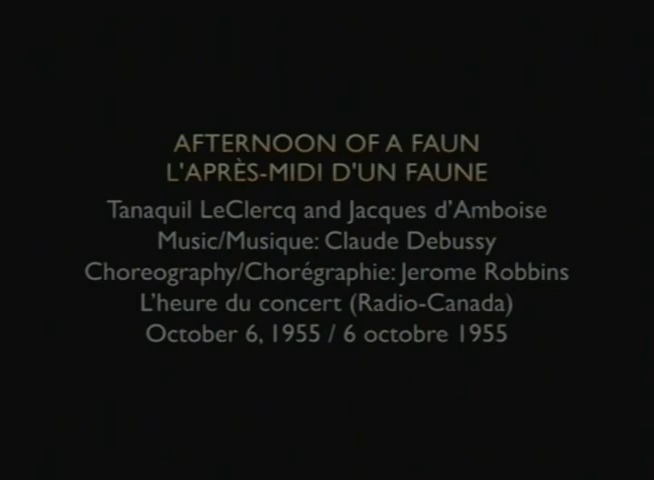 AFTERNOON OF A FAUN
L'APRÈS-MIDI D'UN FAUNE
Tanaquil LeClercq and Jacques d'Amboise
Music/Musique: Claude Debussy
Choreography/Chorégraphie: Jerome Robbins
L'heure du concert (Radio-Canada)
October 6, 1955 / 6 octobre 1955